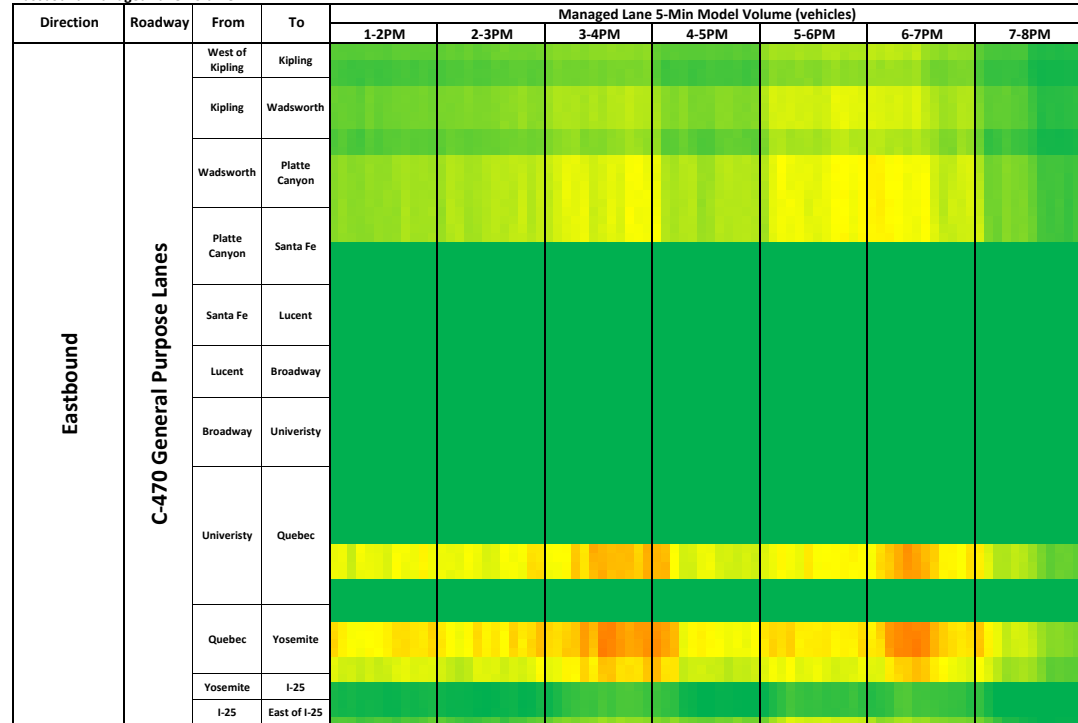 Direction
Roadway
From
To
Managed Lane 5-Min Model Volume (vehicles)
1-2PM
2-3PM
3-4PM
4-5PM
5-6PM
6-7PM
7-8PM
Eastbound
C-470 General Purpose Lanes
West of
Kipling
Kipling
Kipling
Wadsworth
Wadsworth
Platte
Canyon
Platte
Canyon
Santa Fe
Santa Fe
Lucent
Lucent
Broadway
Broadway
Univeristy
Univeristy
Quebec
Quebec
Yosemite
Yosemite
I-25
I-25
East of I-25